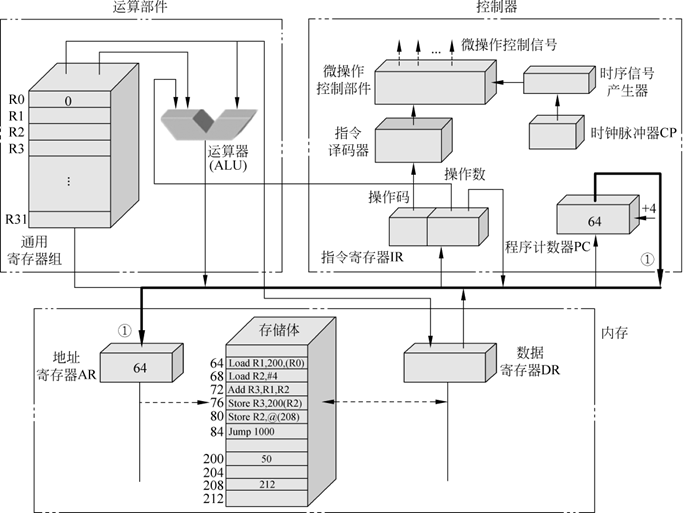 运算部件
控制器
R0
0
R1
R2
R3
⋮
R31
通用
寄存器组
运算器
(ALU)
...
微操作控制信号
微操作
控制部件
时序信号
产生器
指令
译码器
时钟脉冲器CP
操作码
操作数
指令寄存器IR
64
+4
程序计数器PC
①
①
内存
地址
寄存器AR
64
存储体
数据
寄存器DR
64 Load R1,200,(R0)
68 Load R2,#4
72 Add R3,R1,R2
76 Store R3,200(R2)
80 Store R2,@(208)
84 Jump 1000
200 50
204
208 212
212